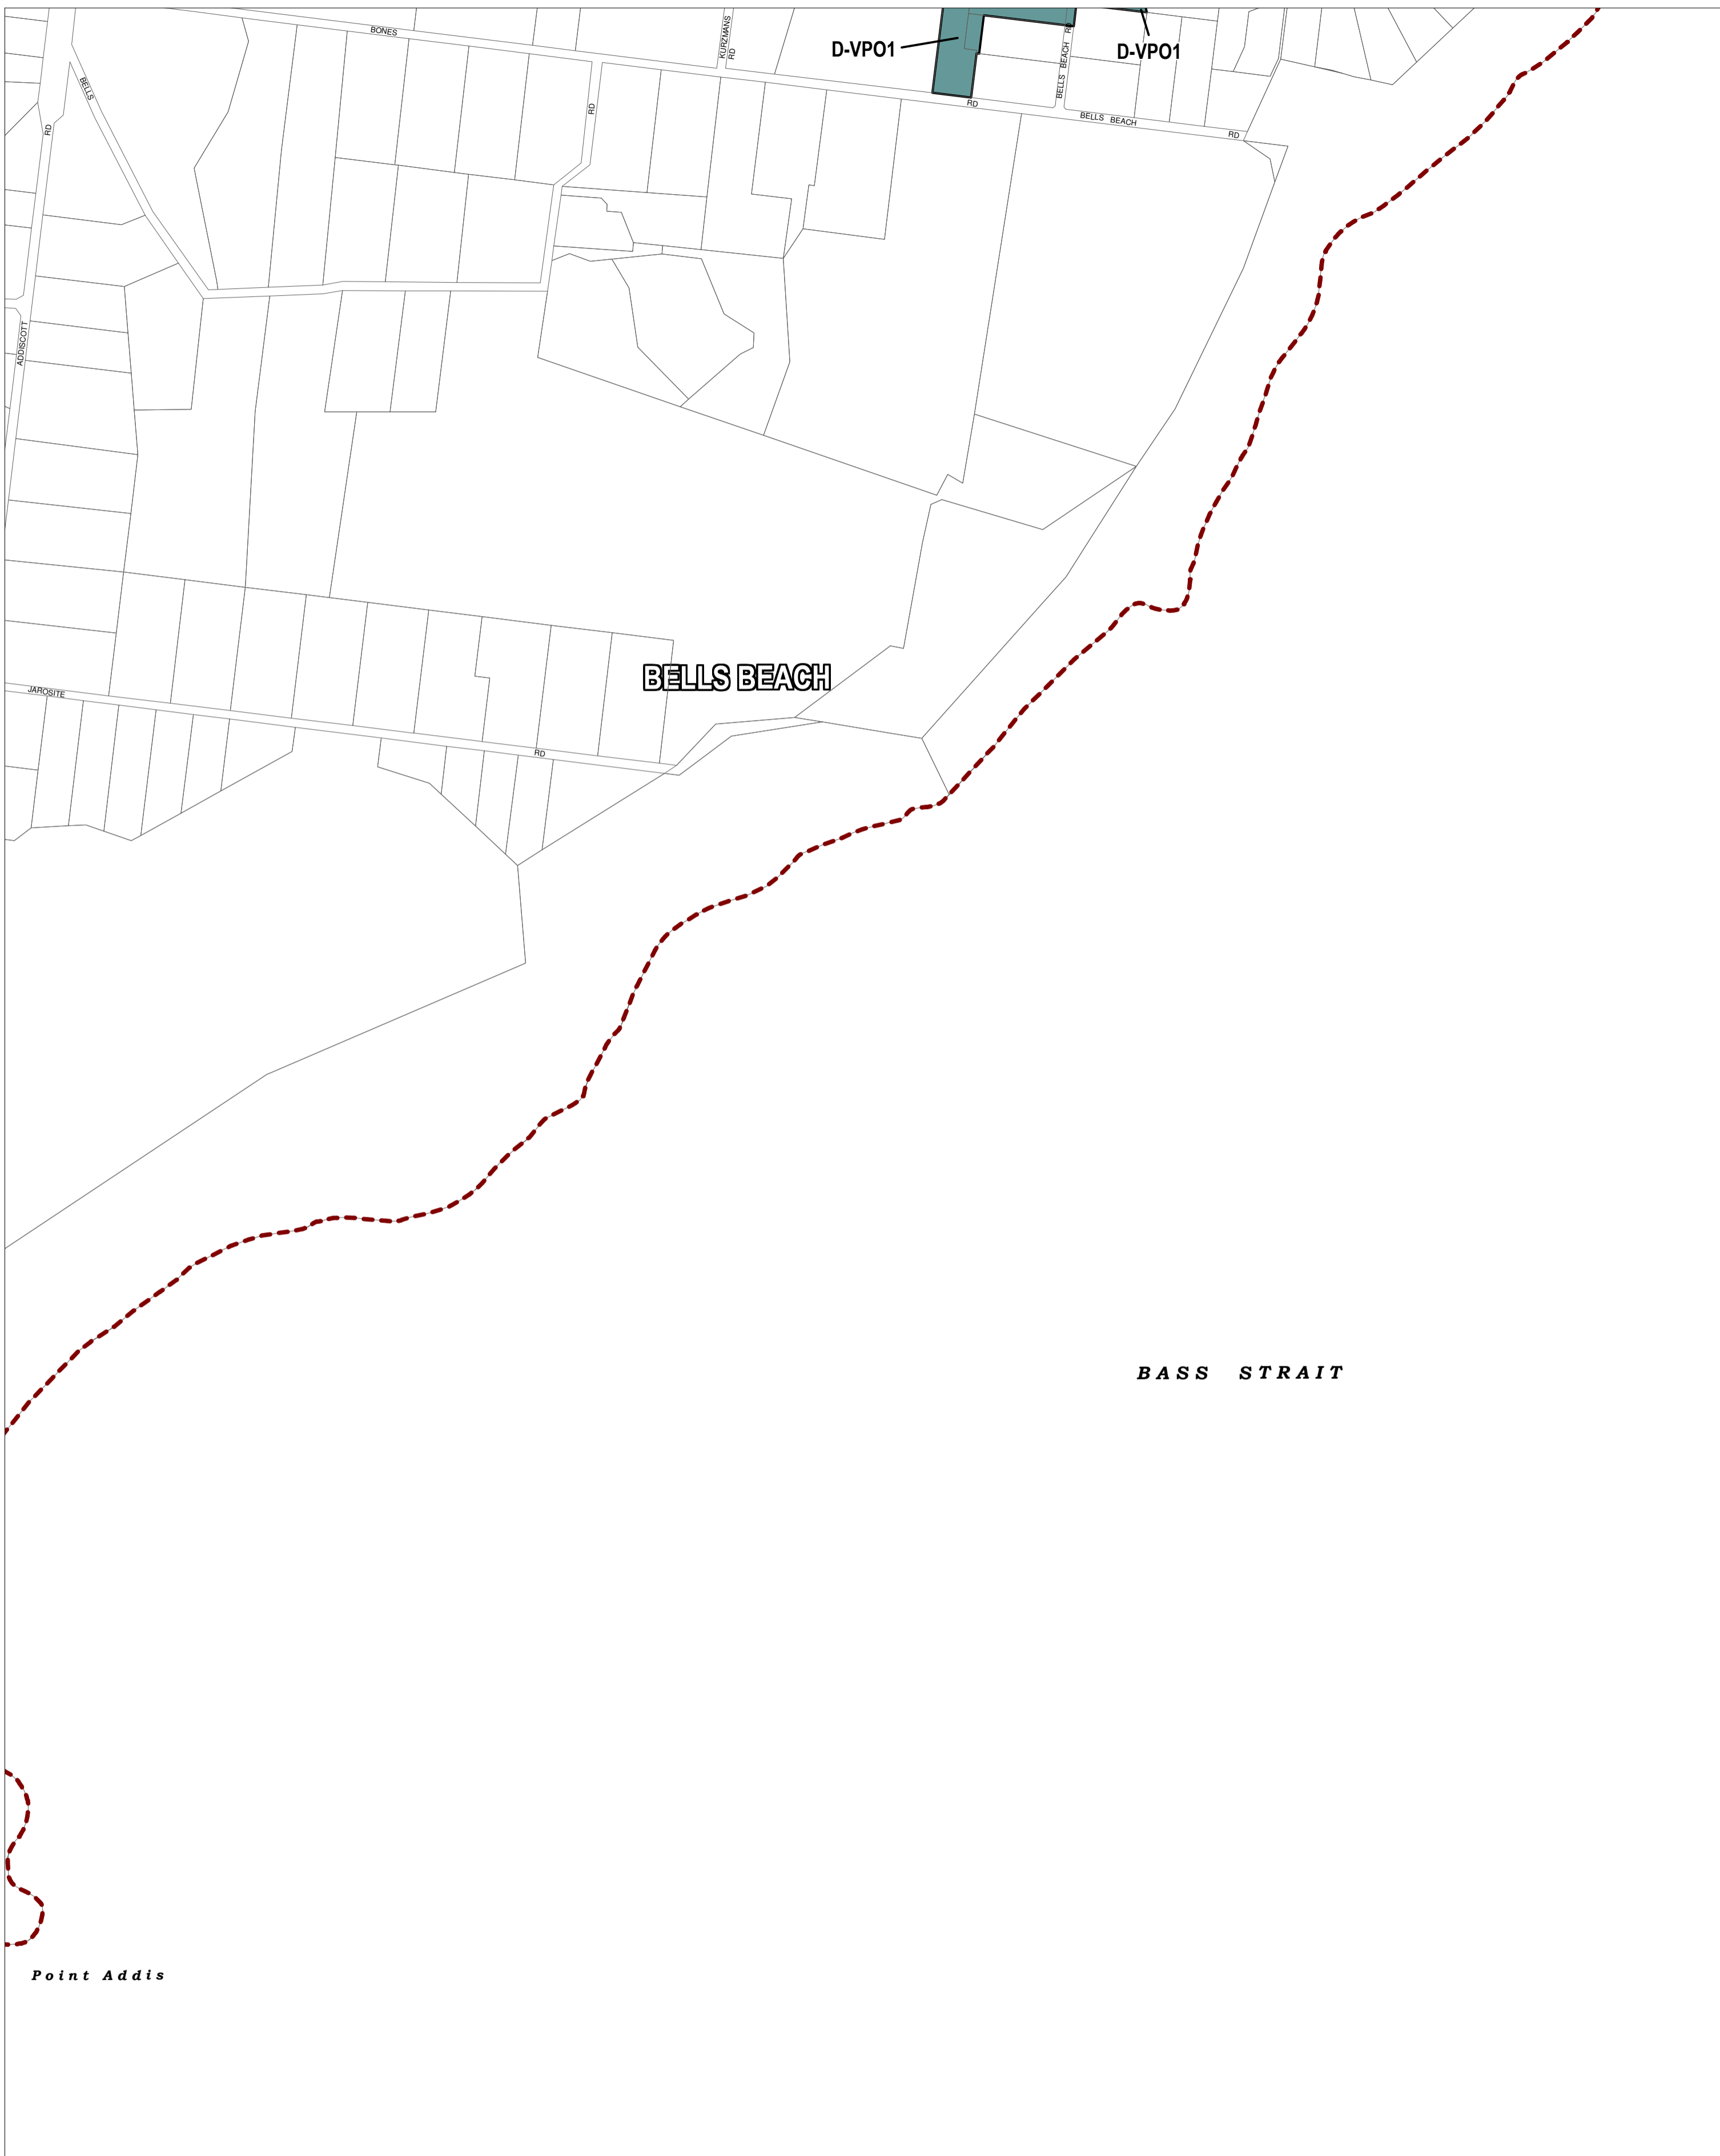 BONES
KURZMANS
RD
D-VPO1
D-VPO1
BELLS BEACH RD
BELLS
RD
RD
RD
BELLS BEACH
RD
ADDISCOTT
BELLS BEACH
JAROSITE
RD
BASS STRAIT
Point Addis